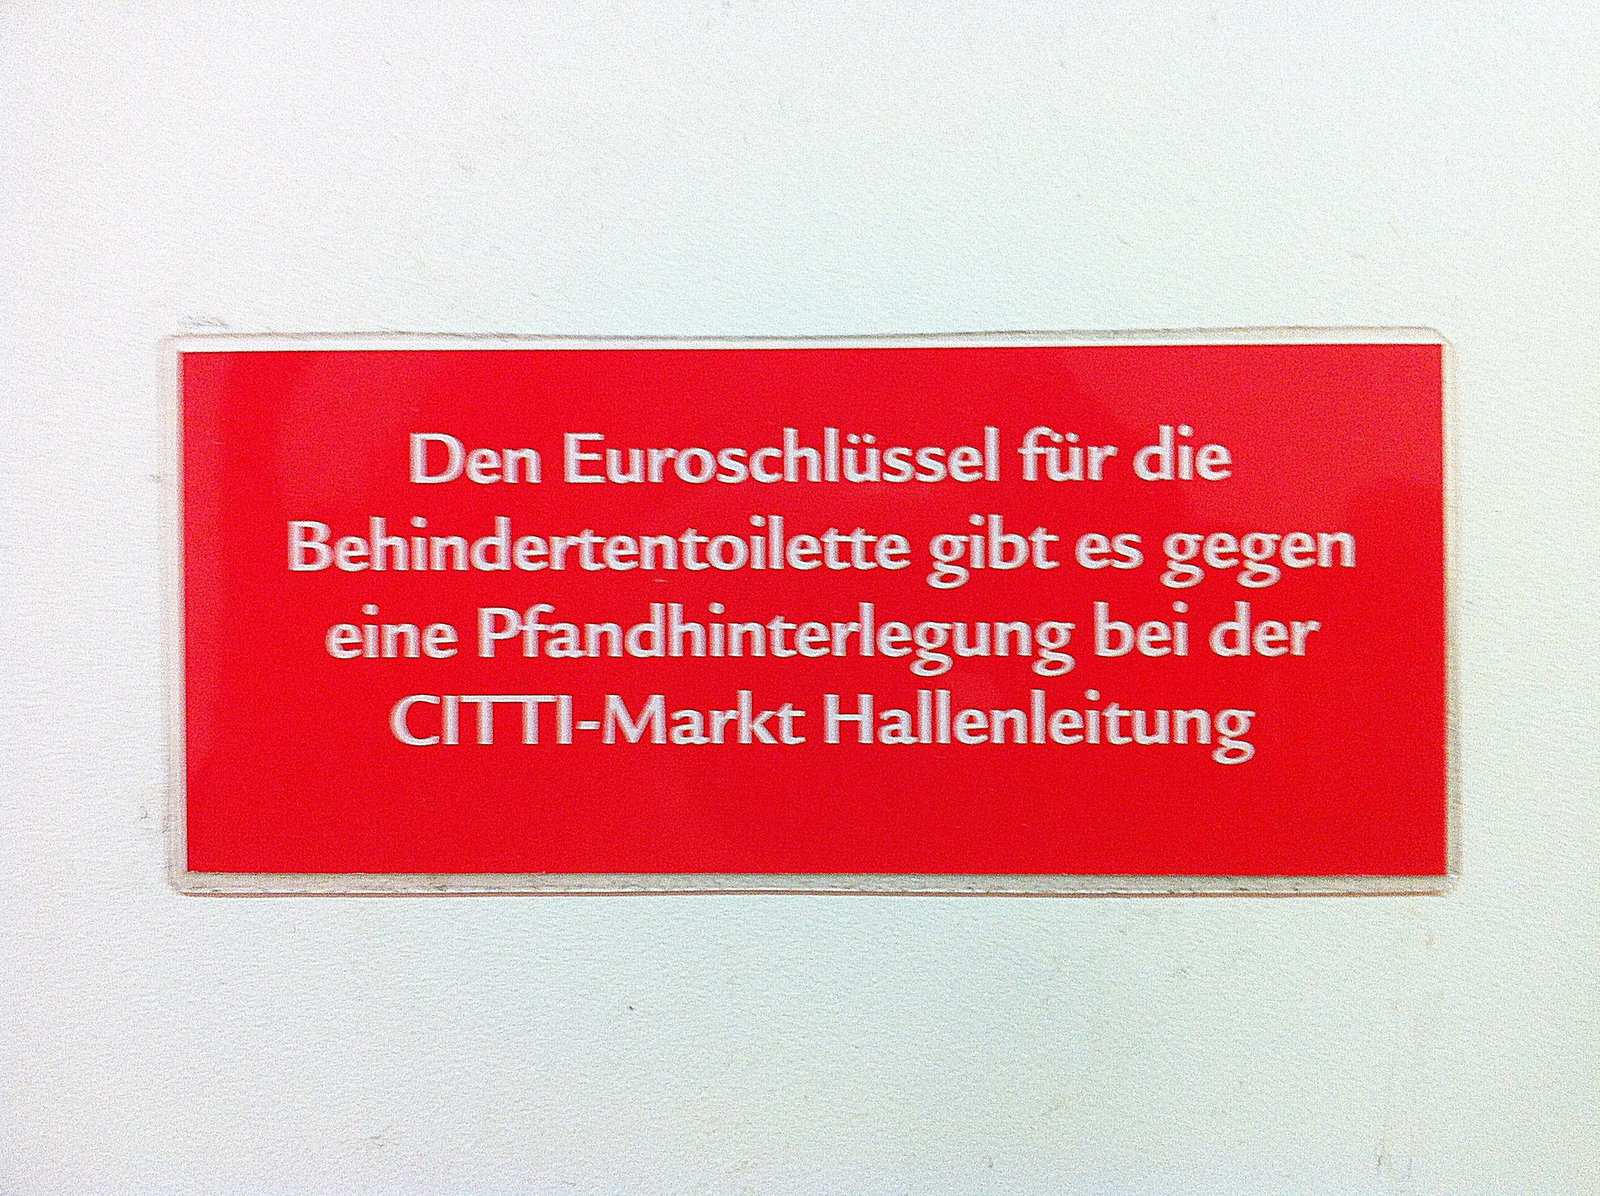 Den Euroschlüssel für die
Behindertentoilette gibt es gegen
eine Pfandhinterlegung bei der
CITTI-Markt Hallenleitung